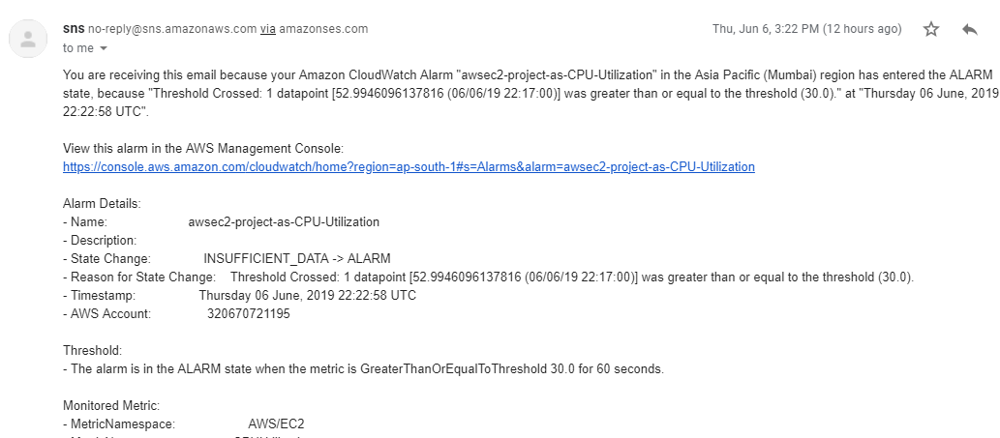 sns no-reply@sns.amazonaws.com via amazonses.com Thu, Jun 6, 3:22 PM (12 hours ago)
to me
You are receiving this email because your Amazon CloudWatch Alarm "awsec2-project-as-CPU-Utilization" in the Asia Pacific (Mumbai) region has entered the ALARM
state, because "Threshold Crossed: 1 datapoint [52.9946096137816 (06/06/19 22:17:00)] was greater than or equal to the threshold (30.0)." at "Thursday 06 June, 2019
22:22:58 UTC".
View this alarm in the AWS Management Console:
https://console.aws.amazon.com/cloudwatch/home?region=ap-south-1#s=Alarms&alarm=awsec2-project-as-CPU-Utilization
Alarm Details:
- Name: awsec2-project-as-CPU-Utilization
- Description:
- State Change: INSUFFICIENT_DATA -> ALARM
- Reason for State Change: Threshold Crossed: 1 datapoint [52.9946096137816 (06/06/19 22:17:00)] was greater than or equal to the threshold (30.0).
- Timestamp: Thursday 06 June, 2019 22:22:58 UTC
- AWS Account: 320670721195
Threshold:
- The alarm is in the ALARM state when the metric is GreaterThanOrEqualToThreshold 30.0 for 60 seconds.
Monitored Metric:
- MetricNamespace: AWS/EC2